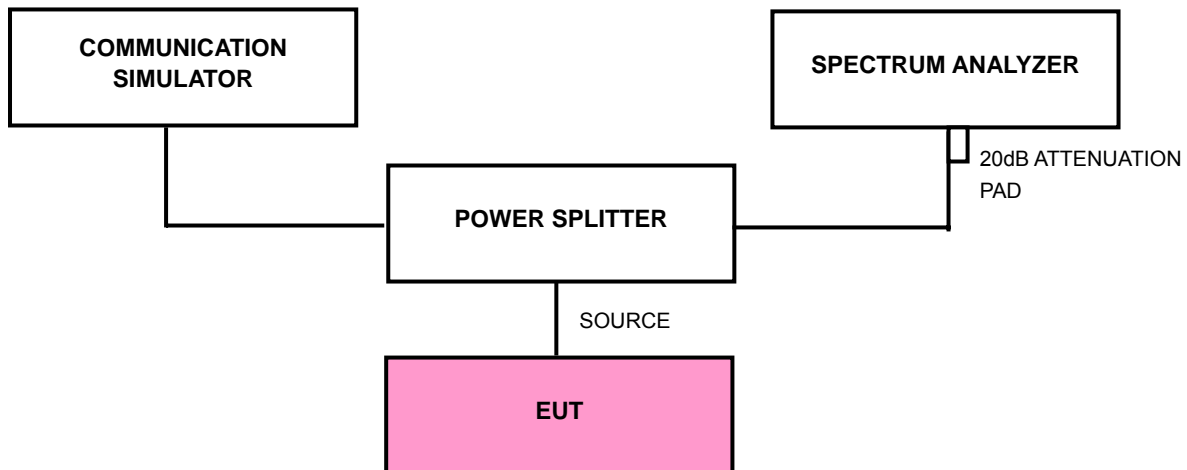 COMMUNICATION
SIMULATOR
SPECTRUM ANALYZER
20dB ATTENUATION
PAD
POWER SPLITTER
SOURCE
EUT